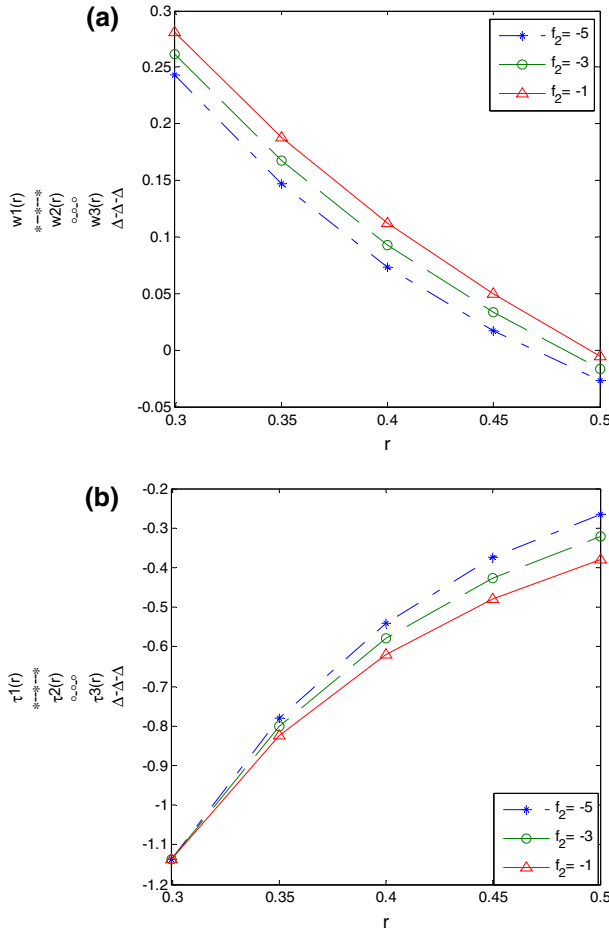 (a)
0.3
0.25
0.2
0.15
0.1
0.05
0
-0.05
0.3 0.35 0.4 0.45 0.5
r
w1(r)
*–*–*–*
w2(r)
o-o-o
w3(r)
Δ-Δ-Δ
f2= -5
f2= -3
f2= -1
(b)
-0.2
-0.3
-0.4
-0.5
-0.6
-0.7
-0.8
-0.9
-1
-1.1
-1.2
0.3 0.35 0.4 0.45 0.5
r
τ1(r)
*–*–*–*
τ2(r)
o-o-o
τ3(r)
Δ-Δ-Δ
f2= -5
f2= -3
f2= -1